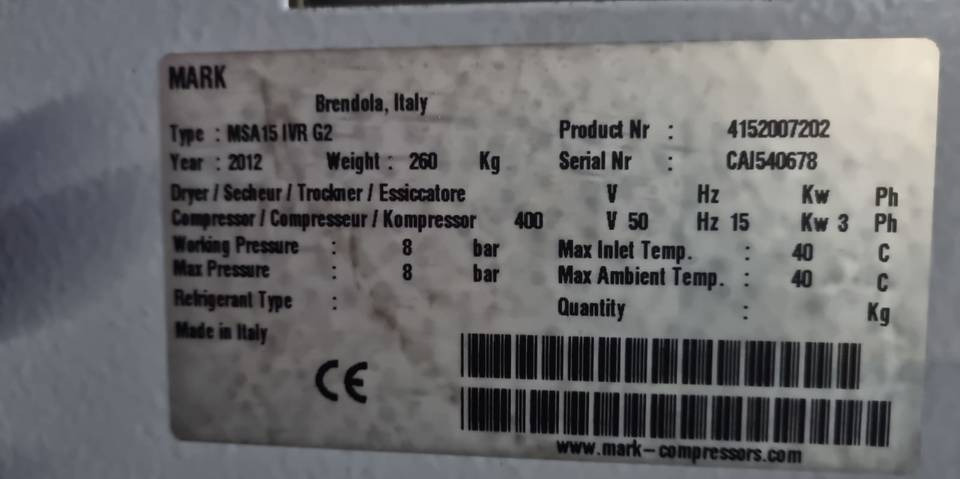 MARK
Brendola, Italy
Type : MSA15 IVR G2 Product Nr : 4152007202
Year : 2012 Weight : 260 Kg Serial Nr : CAI540678
Dryer / Secheur / Trockner / Essiccatore V Hz Kw Ph
Compressor / Compresseur / Kompressor 400 V 50 Hz 15 Kw 3 Ph
Working Pressure : 8 bar Max Inlet Temp. : 40 C
Max Pressure : 8 bar Max Ambient Temp. : 40 C
Refrigerant Type : Quantity : Kg
Made in Italy
CE
www.mark-compressors.com